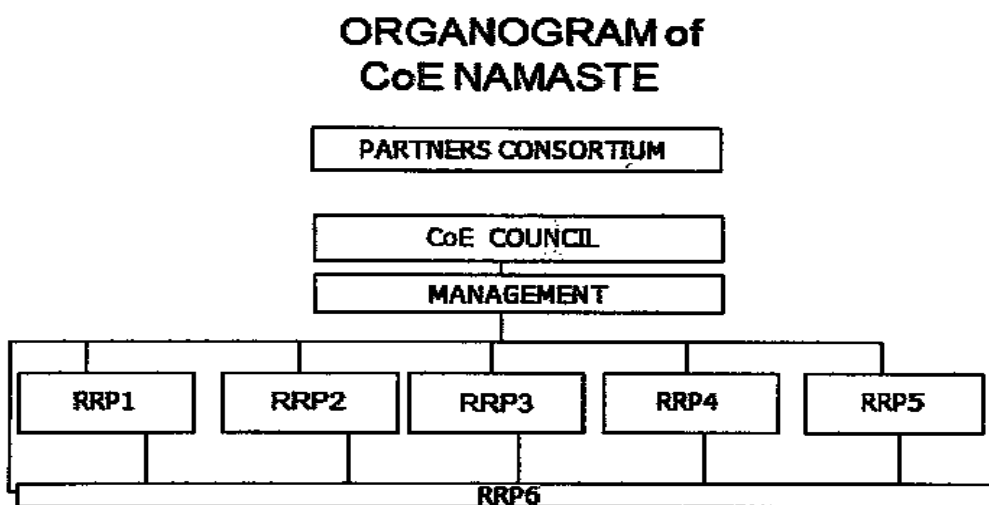 ORGANOGRAM of
CoE NAMASTE
PARTNERS CONSORTIUM
CoE COUNCIL
MANAGEMENT
RRP1 RRP2 RRP3 RRP4 RRP5
RRP6